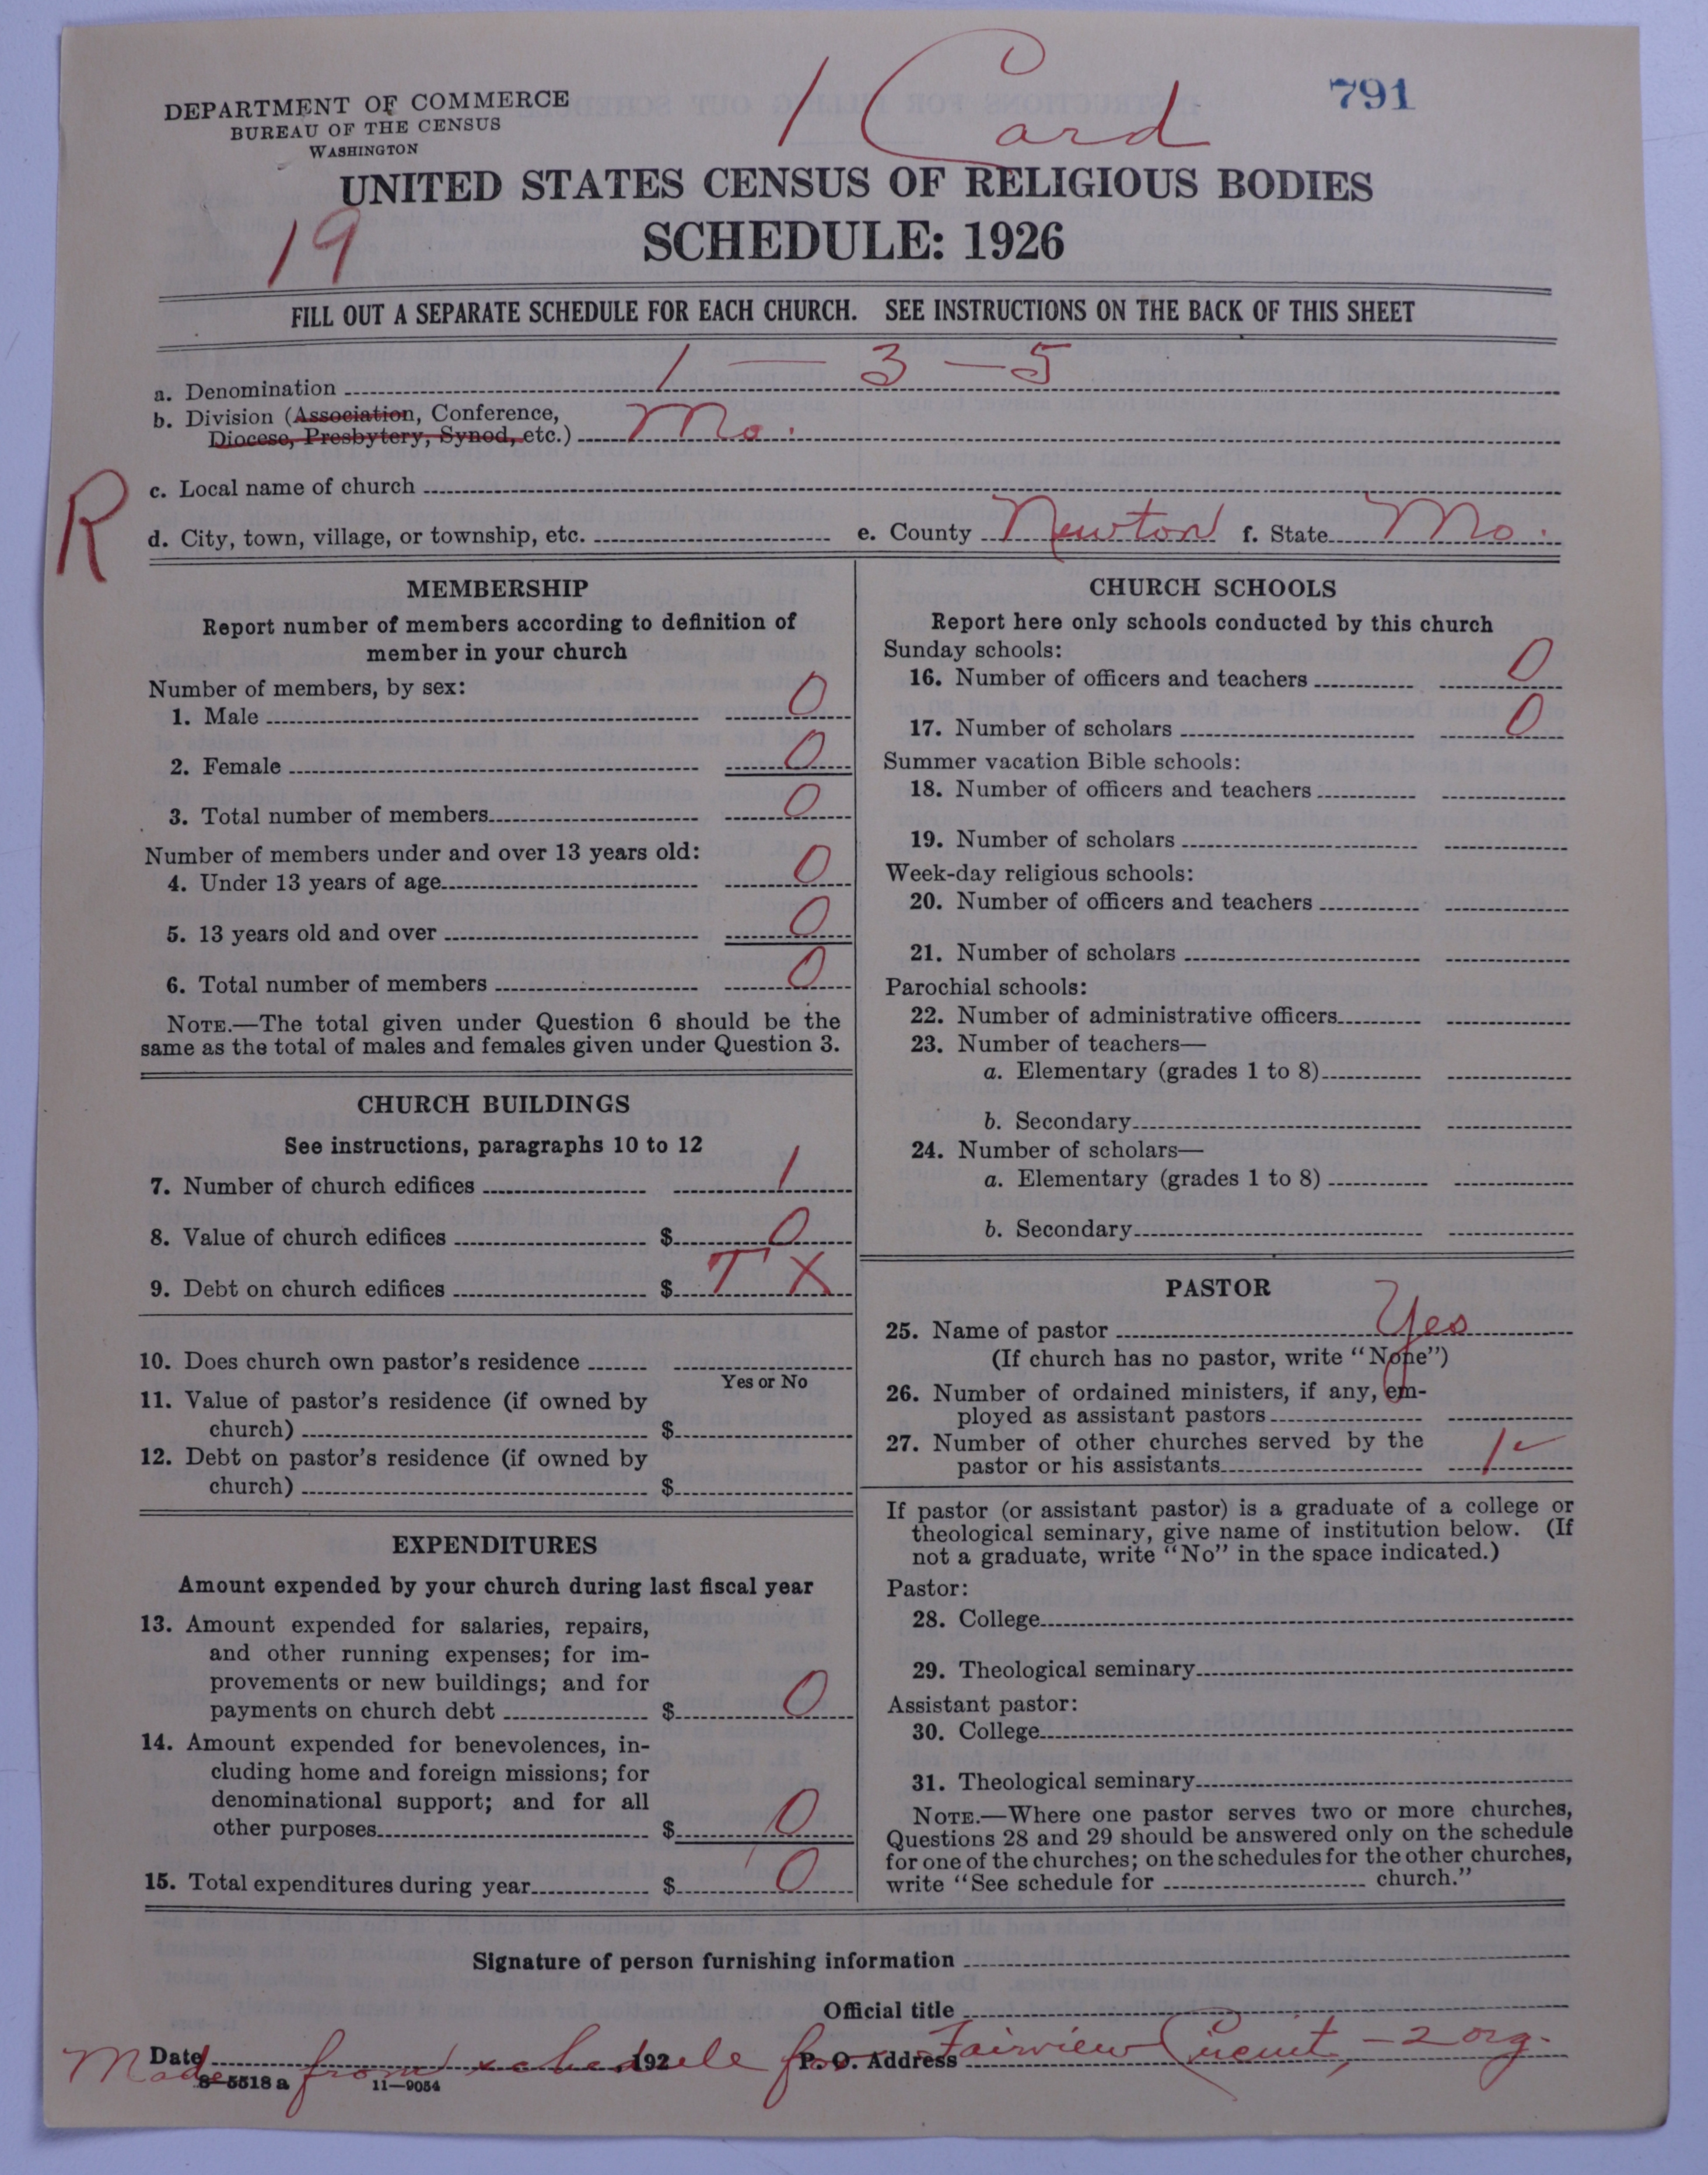 1 Card
791
DEPARTMENT OF COMMERCE
BUREAU OF THE CENSUS
WASHINGTON
UNITED STATES CENSUS OF RELIGIOUS BODIES
19
SCHEDULE: 1926
FILL OUT A SEPARATE SCHEDULE FOR EACH CHURCH. SEE INSTRUCTIONS ON THE BACK OF THIS SHEET
a. Denomination 1 — 3 — 5
b. Division (Association, Conference,
Diocese, Presbytery, Synod, etc.) Mo.
R
c. Local name of church
d. City, town, village, or township, etc. e. County Newton f. State Mo.
MEMBERSHIP
Report number of members according to definition of
member in your church
Number of members, by sex:
1. Male 0
2. Female 0
3. Total number of members 0
Number of members under and over 13 years old:
4. Under 13 years of age 0
5. 13 years old and over 0
6. Total number of members 0
NOTE.—The total given under Question 6 should be the
same as the total of males and females given under Question 3.
CHURCH BUILDINGS
See instructions, paragraphs 10 to 12
7. Number of church edifices 1
8. Value of church edifices $ 0
9. Debt on church edifices $ T X
10. Does church own pastor's residence
Yes or No
11. Value of pastor's residence (if owned by
church) $
12. Debt on pastor's residence (if owned by
church) $
EXPENDITURES
Amount expended by your church during last fiscal year
13. Amount expended for salaries, repairs,
and other running expenses; for im-
provements or new buildings; and for
payments on church debt $ 0
14. Amount expended for benevolences, in-
cluding home and foreign missions; for
denominational support; and for all
other purposes $ 0
15. Total expenditures during year $ 0
CHURCH SCHOOLS
Report here only schools conducted by this church
Sunday schools:
16. Number of officers and teachers 0
17. Number of scholars 0
Summer vacation Bible schools:
18. Number of officers and teachers
19. Number of scholars
Week-day religious schools:
20. Number of officers and teachers
21. Number of scholars
Parochial schools:
22. Number of administrative officers
23. Number of teachers—
a. Elementary (grades 1 to 8)
b. Secondary
24. Number of scholars—
a. Elementary (grades 1 to 8)
b. Secondary
PASTOR
25. Name of pastor Yes
(If church has no pastor, write "None")
26. Number of ordained ministers, if any, em-
ployed as assistant pastors
27. Number of other churches served by the
pastor or his assistants 1 ✓
If pastor (or assistant pastor) is a graduate of a college or
theological seminary, give name of institution below. (If
not a graduate, write "No" in the space indicated.)
Pastor:
28. College
29. Theological seminary
Assistant pastor:
30. College
31. Theological seminary
NOTE.—Where one pastor serves two or more churches,
Questions 28 and 29 should be answered only on the schedule
for one of the churches; on the schedules for the other churches,
write "See schedule for church."
Signature of person furnishing information
Official title
Date 192 P. O. Address
Made from schedule for Fairview Circuit, – 2 org.
8—5518 a 11—9054